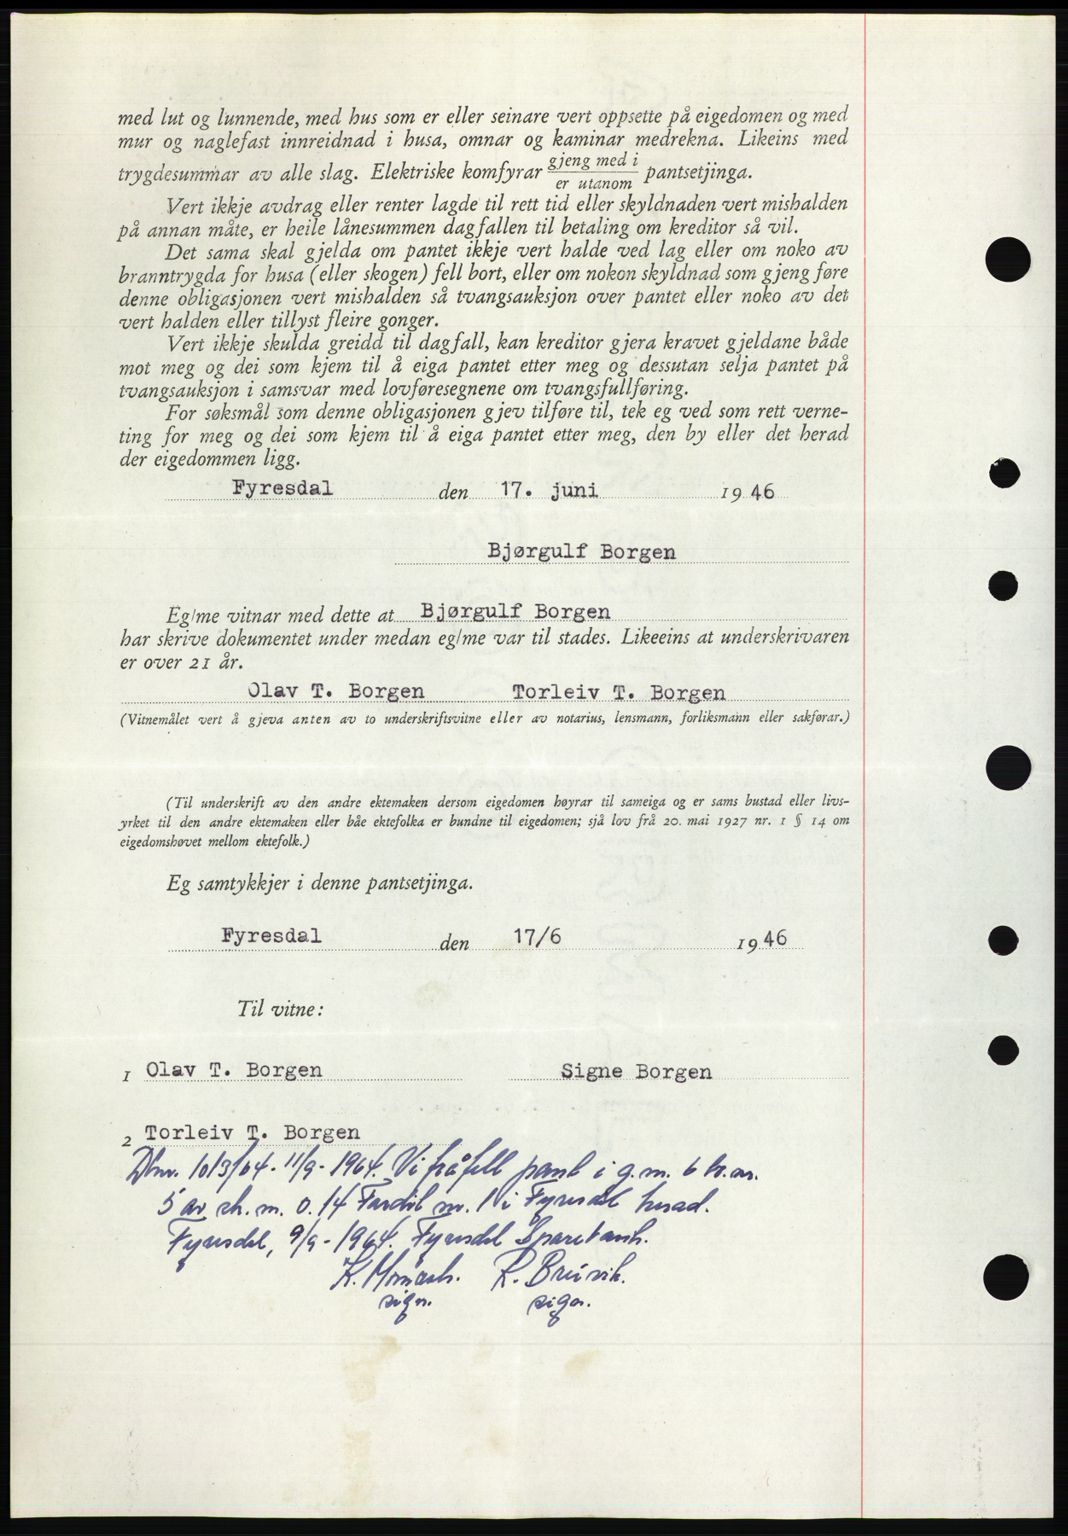 med lut og lunnende, med hus som er eller seinare vert oppsette på eigedomen og med
mur og naglefast innreidnad i husa, omnar og kaminar medrekna. Likeins med
trygdesummar av alle slag. Elektriske komfyrar gjeng med i / er utanom pantsetjinga.
Vert ikkje avdrag eller renter lagde til rett tid eller skyldnaden vert mishalden
på annan måte, er heile lånesummen dagfallen til betaling om kreditor så vil.
Det sama skal gjelda om pantet ikkje vert halde ved lag eller om noko av
branntrygda for husa (eller skogen) fell bort, eller om nokon skyldnad som gjeng føre
denne obligasjonen vert mishalden så tvangsauksjon over pantet eller noko av det
vert halden eller tillyst fleire gonger.
Vert ikkje skulda greidd til dagfall, kan kreditor gjera kravet gjeldane både
mot meg og dei som kjem til å eiga pantet etter meg og dessutan selja pantet på
tvangsauksjon i samsvar med lovføresegnene om tvangsfullføring.
For søksmål som denne obligasjonen gjev tilføre til, tek eg ved som rett verne-
ting for meg og dei som kjem til å eiga pantet etter meg, den by eller det herad
der eigedommen ligg.
Fyresdal den 17. juni 1946
Bjørgulf Borgen
Eg/me vitnar med dette at Bjørgulf Borgen
har skrive dokumentet under medan eg/me var til stades. Likeeins at underskrivaren
er over 21 år.
Olav T. Borgen Torleiv T. Borgen
(Vitnemålet vert å gjeva anten av to underskriftsvitne eller av notarius, lensmann, forliksmann eller sakførar.)
(Til underskrift av den andre ektemaken dersom eigedomen høyrar til sameiga og er sams bustad eller livs-
yrket til den andre ektemaken eller båe ektefolka er bundne til eigedomen; sjå lov frå 20. mai 1927 nr. 1 § 14 om
eigedomshøvet mellom ektefolk.)
Eg samtykkjer i denne pantsetjinga.
Fyresdal den 17/6 1946
Til vitne:
1 Olav T. Borgen Signe Borgen
2 Torleiv T. Borgen
1013/64 - 11/9 - 1964. Vi fråfell pant i g.nr. 6 br.nr.
5 av sk.m. 0.14 nr. 1 i Fyresdal herad.
Fyresdal, 9/9 - 1964. Fyresdal Sparebank.
K. R. Breivik.
sign. sign.